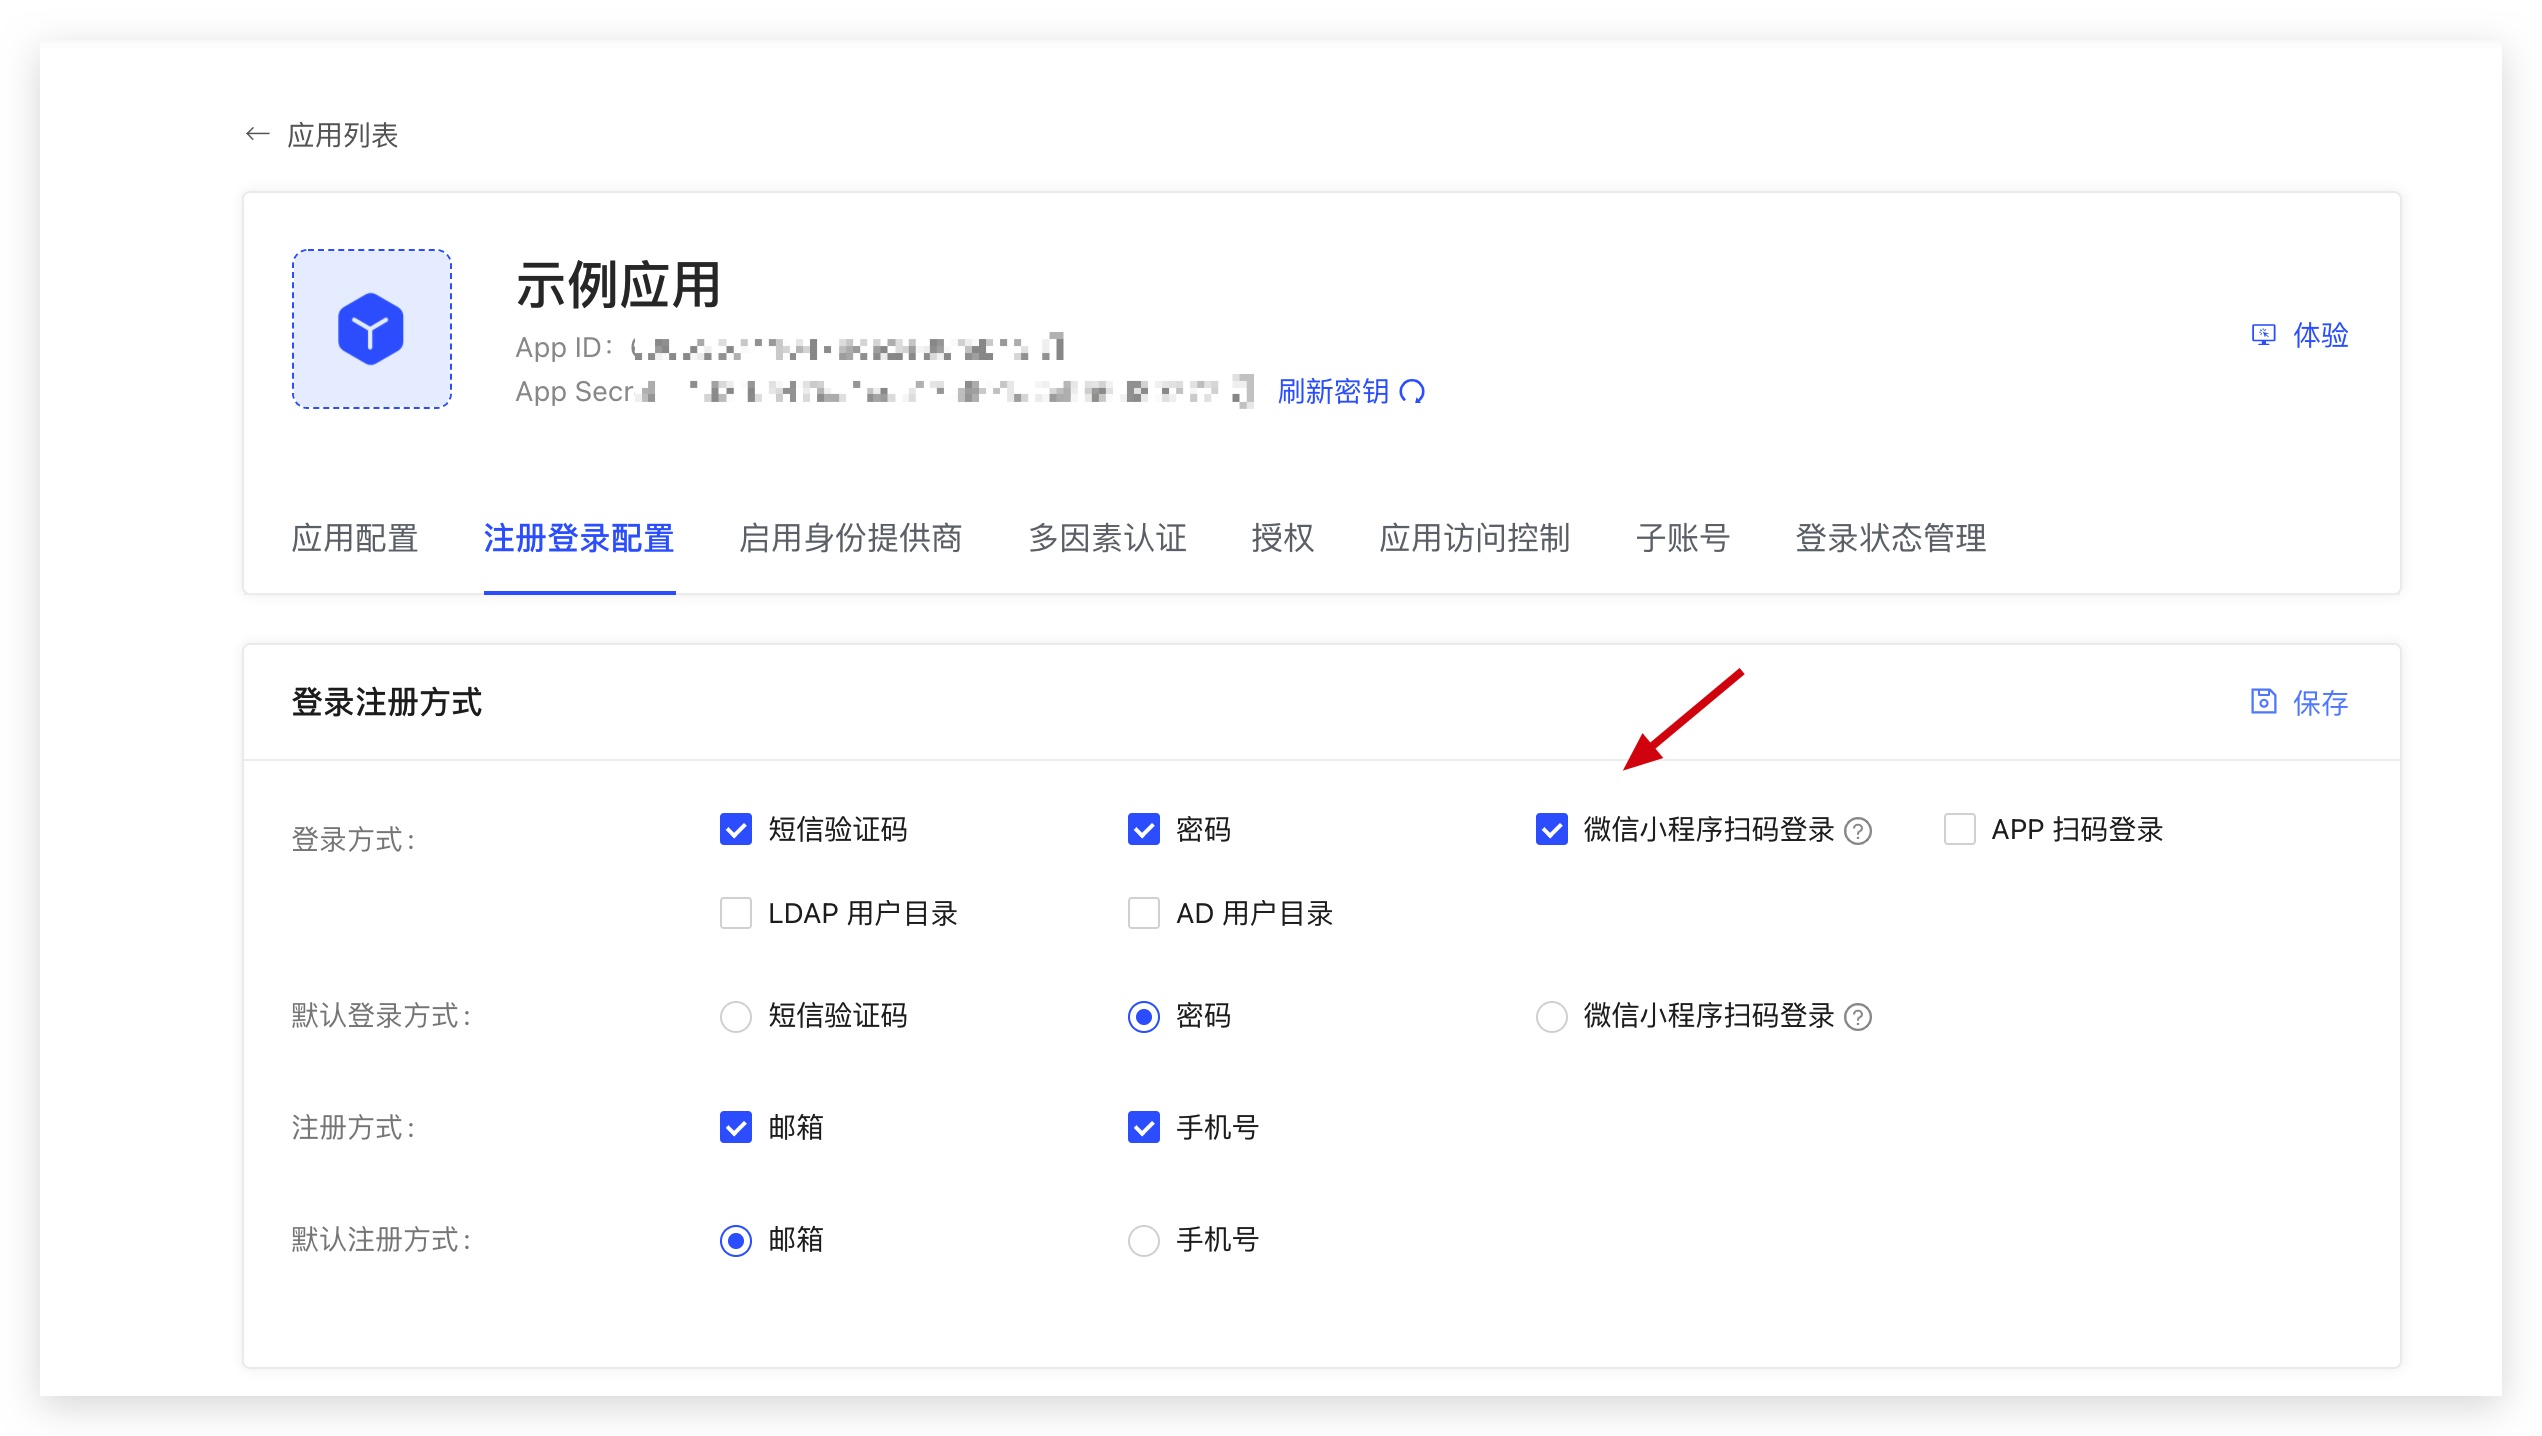 ← 应用列表
示例应用
App ID：
App Secr
刷新密钥
体验
应用配置 注册登录配置 启用身份提供商 多因素认证 授权 应用访问控制 子账号 登录状态管理
登录注册方式
保存
登录方式： 短信验证码 密码 微信小程序扫码登录 ? APP 扫码登录
LDAP 用户目录 AD 用户目录
默认登录方式： 短信验证码 密码 微信小程序扫码登录 ?
注册方式： 邮箱 手机号
默认注册方式： 邮箱 手机号